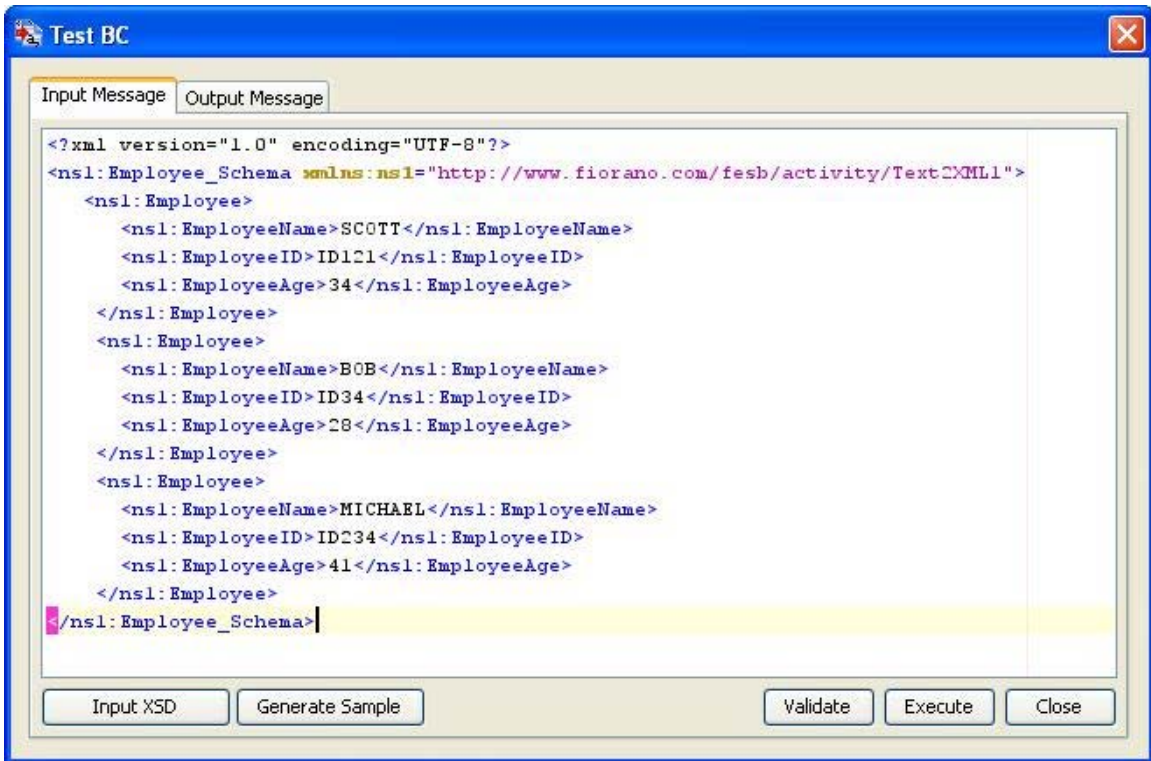 Test BC
Input Message Output Message
<?xml version="1.0" encoding="UTF-8"?>
<ns1:Employee_Schema xmlns:ns1="http://www.fiorano.com/fesb/activity/Text2XML1">
<ns1:Employee>
<ns1:EmployeeName>SCOTT</ns1:EmployeeName>
<ns1:EmployeeID>ID121</ns1:EmployeeID>
<ns1:EmployeeAge>34</ns1:EmployeeAge>
</ns1:Employee>
<ns1:Employee>
<ns1:EmployeeName>BOB</ns1:EmployeeName>
<ns1:EmployeeID>ID34</ns1:EmployeeID>
<ns1:EmployeeAge>28</ns1:EmployeeAge>
</ns1:Employee>
<ns1:Employee>
<ns1:EmployeeName>MICHAEL</ns1:EmployeeName>
<ns1:EmployeeID>ID234</ns1:EmployeeID>
<ns1:EmployeeAge>41</ns1:EmployeeAge>
</ns1:Employee>
</ns1:Employee_Schema>
Input XSD Generate Sample Validate Execute Close